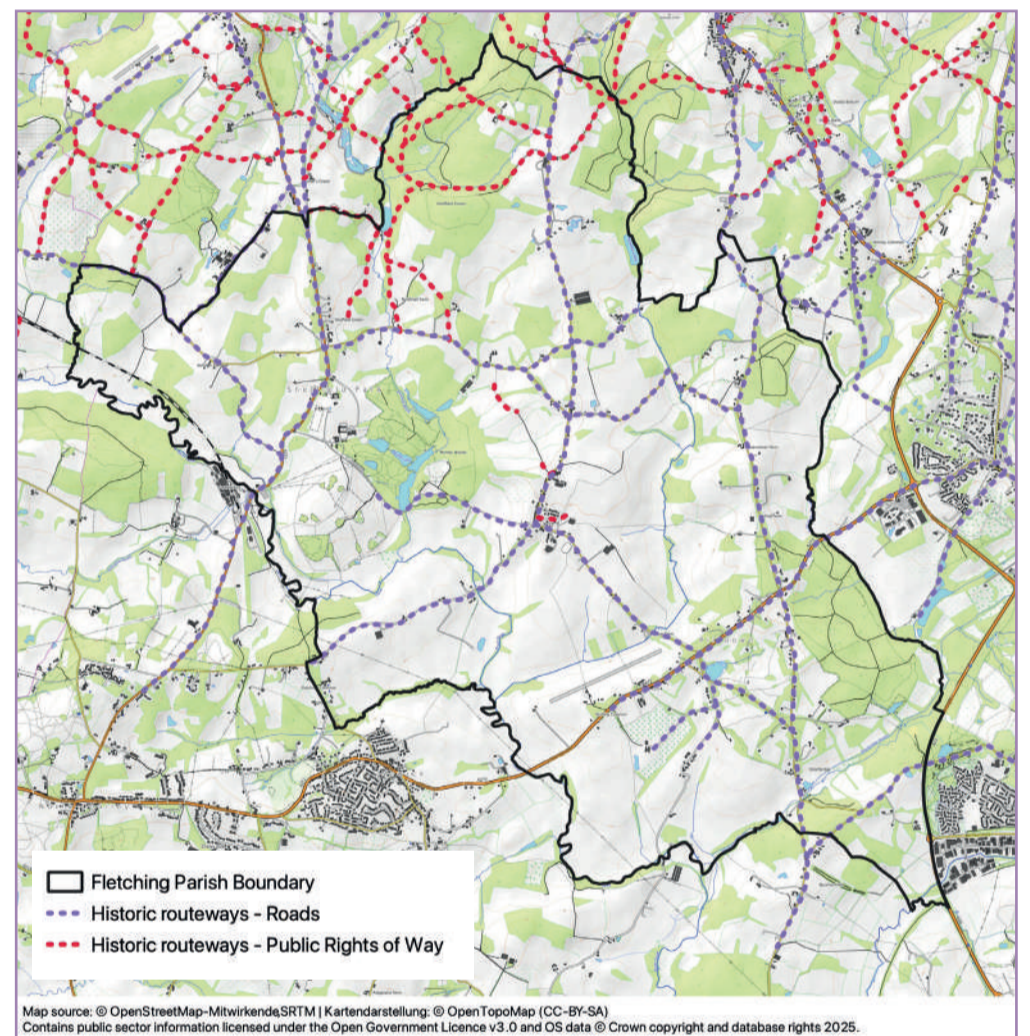 Fletching Parish Boundary
Historic routeways - Roads
Historic routeways - Public Rights of Way
Map source: © OpenStreetMap-Mitwirkende,SRTM | Kartendarstellung: © OpenTopoMap (CC-BY-SA)
Contains public sector information licensed under the Open Government Licence v3.0 and OS data © Crown copyright and database rights 2025.